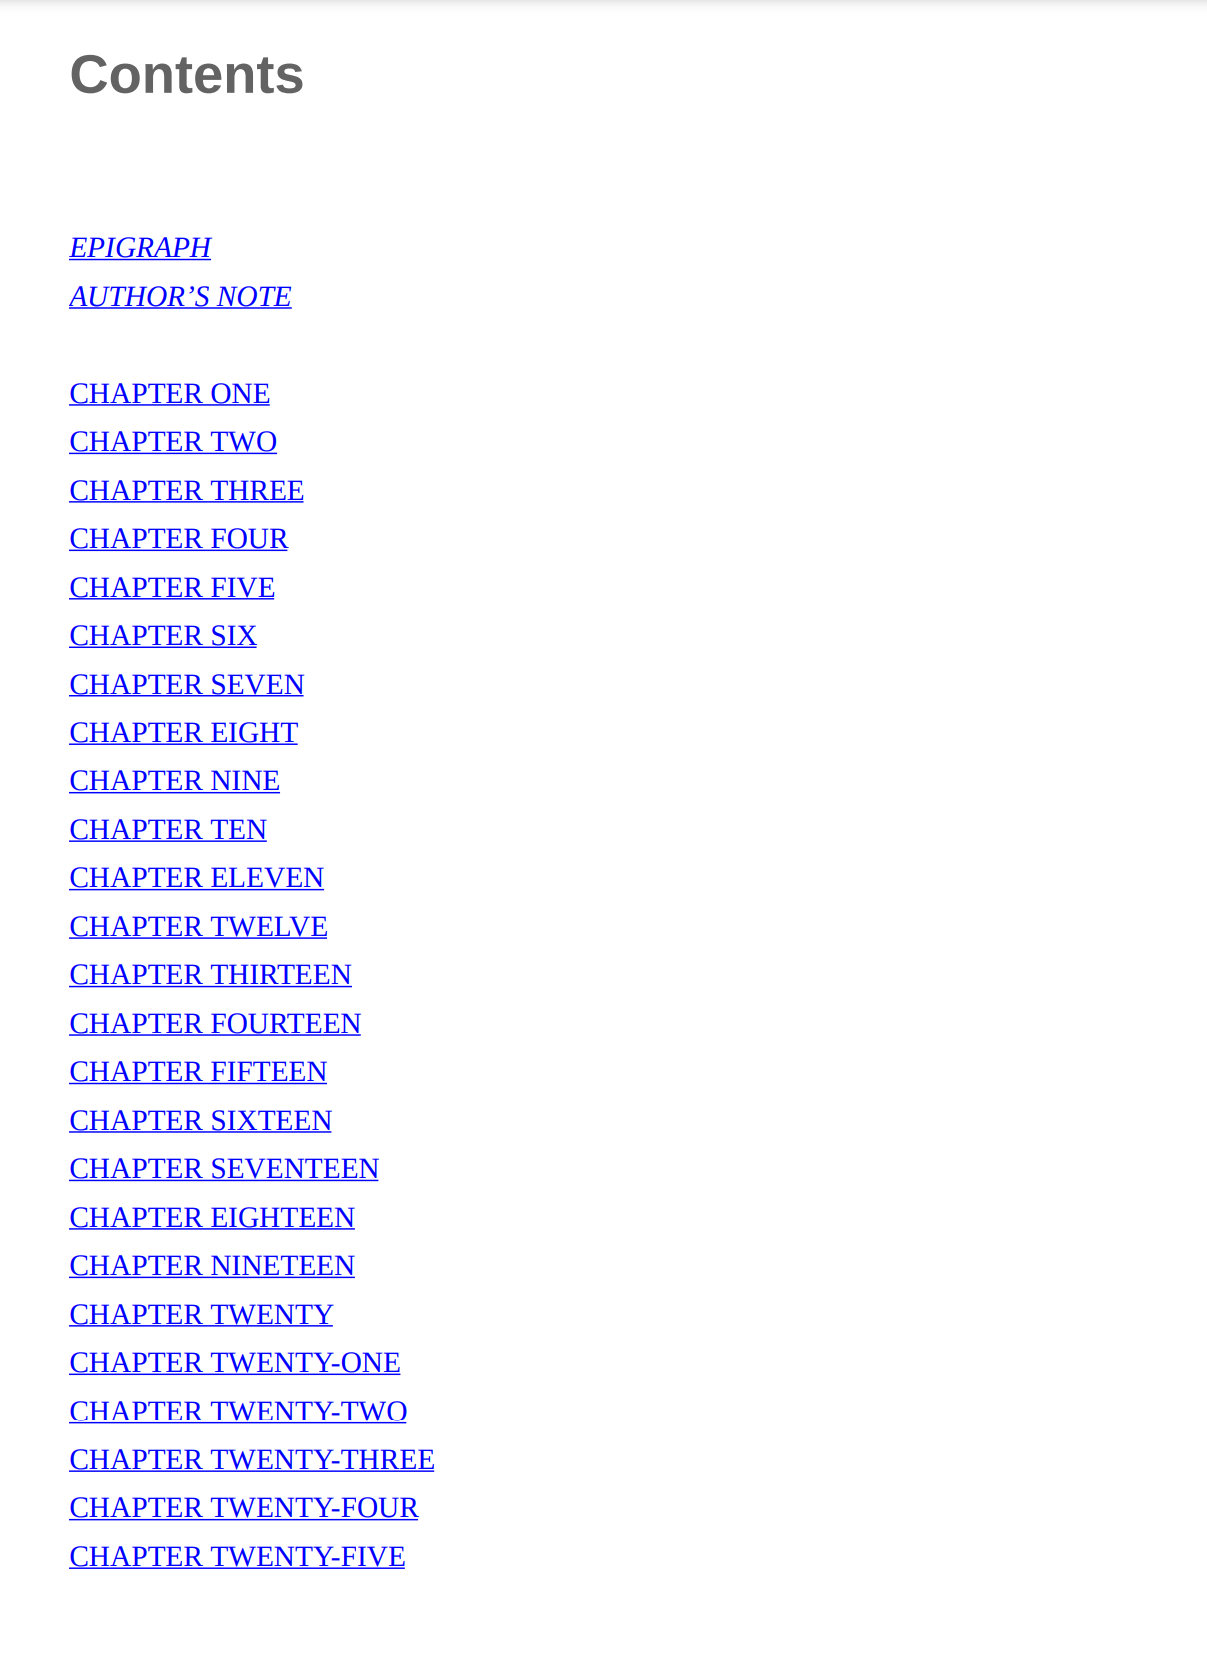 Contents
EPIGRAPH
AUTHOR’S NOTE
CHAPTER ONE
CHAPTER TWO
CHAPTER THREE
CHAPTER FOUR
CHAPTER FIVE
CHAPTER SIX
CHAPTER SEVEN
CHAPTER EIGHT
CHAPTER NINE
CHAPTER TEN
CHAPTER ELEVEN
CHAPTER TWELVE
CHAPTER THIRTEEN
CHAPTER FOURTEEN
CHAPTER FIFTEEN
CHAPTER SIXTEEN
CHAPTER SEVENTEEN
CHAPTER EIGHTEEN
CHAPTER NINETEEN
CHAPTER TWENTY
CHAPTER TWENTY-ONE
CHAPTER TWENTY-TWO
CHAPTER TWENTY-THREE
CHAPTER TWENTY-FOUR
CHAPTER TWENTY-FIVE